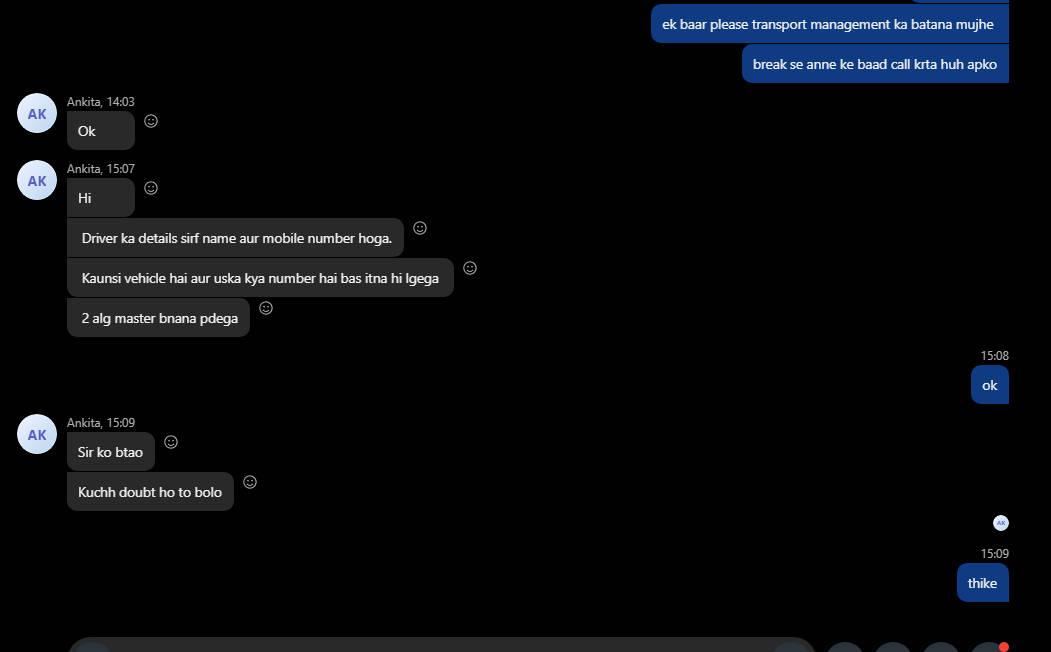 ek baar please transport management ka batana mujhe
break se anne ke baad call krta huh apko
Ankita, 14:03
AK
Ok
Ankita, 15:07
AK
Hi
Driver ka details sirf name aur mobile number hoga.
Kaunsi vehicle hai aur uska kya number hai bas itna hi lgega
2 alg master bnana pdega
15:08
ok
Ankita, 15:09
AK
Sir ko btao
Kuchh doubt ho to bolo
AK
15:09
thike